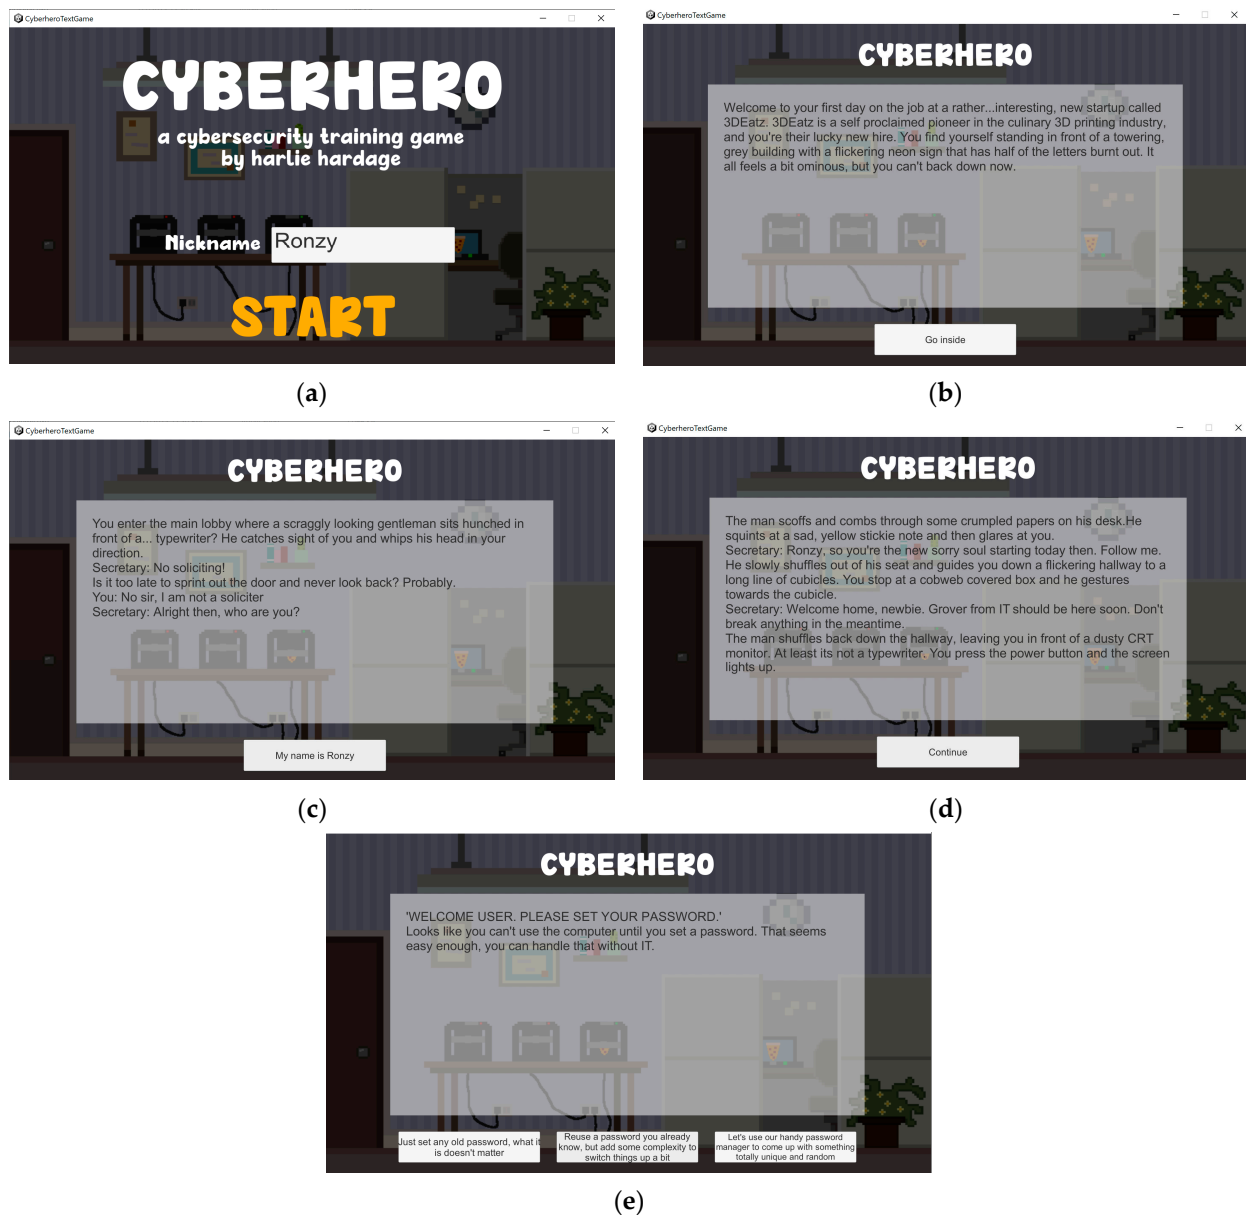 CyberheroTextGame
CYBERHERO
a cybersecurity training game
by harlie hardage
Nickname
Ronzy
START
(a)
CyberheroTextGame
CYBERHERO
Welcome to your first day on the job at a rather...interesting, new startup called
3DEatz. 3DEatz is a self proclaimed pioneer in the culinary 3D printing industry,
and you're their lucky new hire. You find yourself standing in front of a towering,
grey building with a flickering neon sign that has half of the letters burnt out. It
all feels a bit ominous, but you can't back down now.
Go inside
(b)
CyberheroTextGame
CYBERHERO
You enter the main lobby where a scraggly looking gentleman sits hunched in
front of a... typewriter? He catches sight of you and whips his head in your
direction.
Secretary: No soliciting!
Is it too late to sprint out the door and never look back? Probably.
You: No sir, I am not a soliciter
Secretary: Alright then, who are you?
My name is Ronzy
(c)
CyberheroTextGame
CYBERHERO
The man scoffs and combs through some crumpled papers on his desk.He
squints at a sad, yellow stickie note and then glares at you.
Secretary: Ronzy, so you're the new sorry soul starting today then. Follow me.
He slowly shuffles out of his seat and guides you down a flickering hallway to a
long line of cubicles. You stop at a cobweb covered box and he gestures
towards the cubicle.
Secretary: Welcome home, newbie. Grover from IT should be here soon. Don't
break anything in the meantime.
The man shuffles back down the hallway, leaving you in front of a dusty CRT
monitor. At least its not a typewriter. You press the power button and the screen
lights up.
Continue
(d)
CYBERHERO
'WELCOME USER. PLEASE SET YOUR PASSWORD.'
Looks like you can't use the computer until you set a password. That seems
easy enough, you can handle that without IT.
Just set any old password, what it
is doesn't matter
Reuse a password you already
know, but add some complexity to
switch things up a bit
Let's use our handy password
manager to come up with something
totally unique and random
(e)